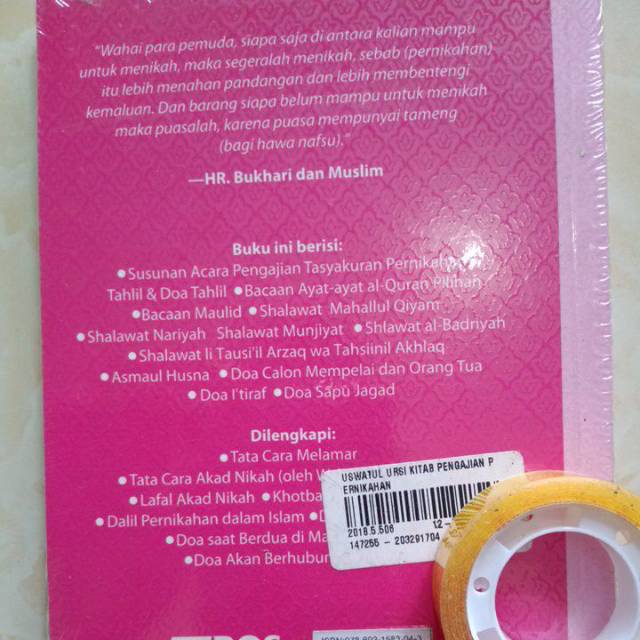 "Wahai para pemuda, siapa saja di antara kalian mampu
untuk menikah, maka segeralah menikah, sebab (pernikahan)
itu lebih menahan pandangan dan lebih membentengi
kemaluan. Dan barang siapa belum mampu untuk menikah
maka puasalah, karena puasa mempunyai tameng
(bagi hawa nafsu)."
—HR. Bukhari dan Muslim
Buku ini berisi:
•Susunan Acara Pengajian Tasyakuran
Tahlil & Doa Tahlil •Bacaan Ayat-ayat al-Quran Pilihan
•Bacaan Maulid •Shalawat Mahallul Qiyam
•Shalawat Nariyah Shalawat Munjiyat •Shlawat al-Badriyah
•Shalawat li Tausi'il Arzaq wa Tahsiinil Akhlaq
•Asmaul Husna •Doa Calon Mempelai dan Orang Tua
•Doa I'tiraf •Doa Sapu Jagad
Dilengkapi:
•Tata Cara Melamar
•Tata Cara Akad Nikah (oleh
•Lafal Akad Nikah •
•Dalil Pernikahan dalam Islam •
•Doa saat Berdua di
•Doa Akan
USWATUL URSI KITAB PENGAJIAN P
ERNIKAHAN
2018.5.506 12-
147255 - 203291704